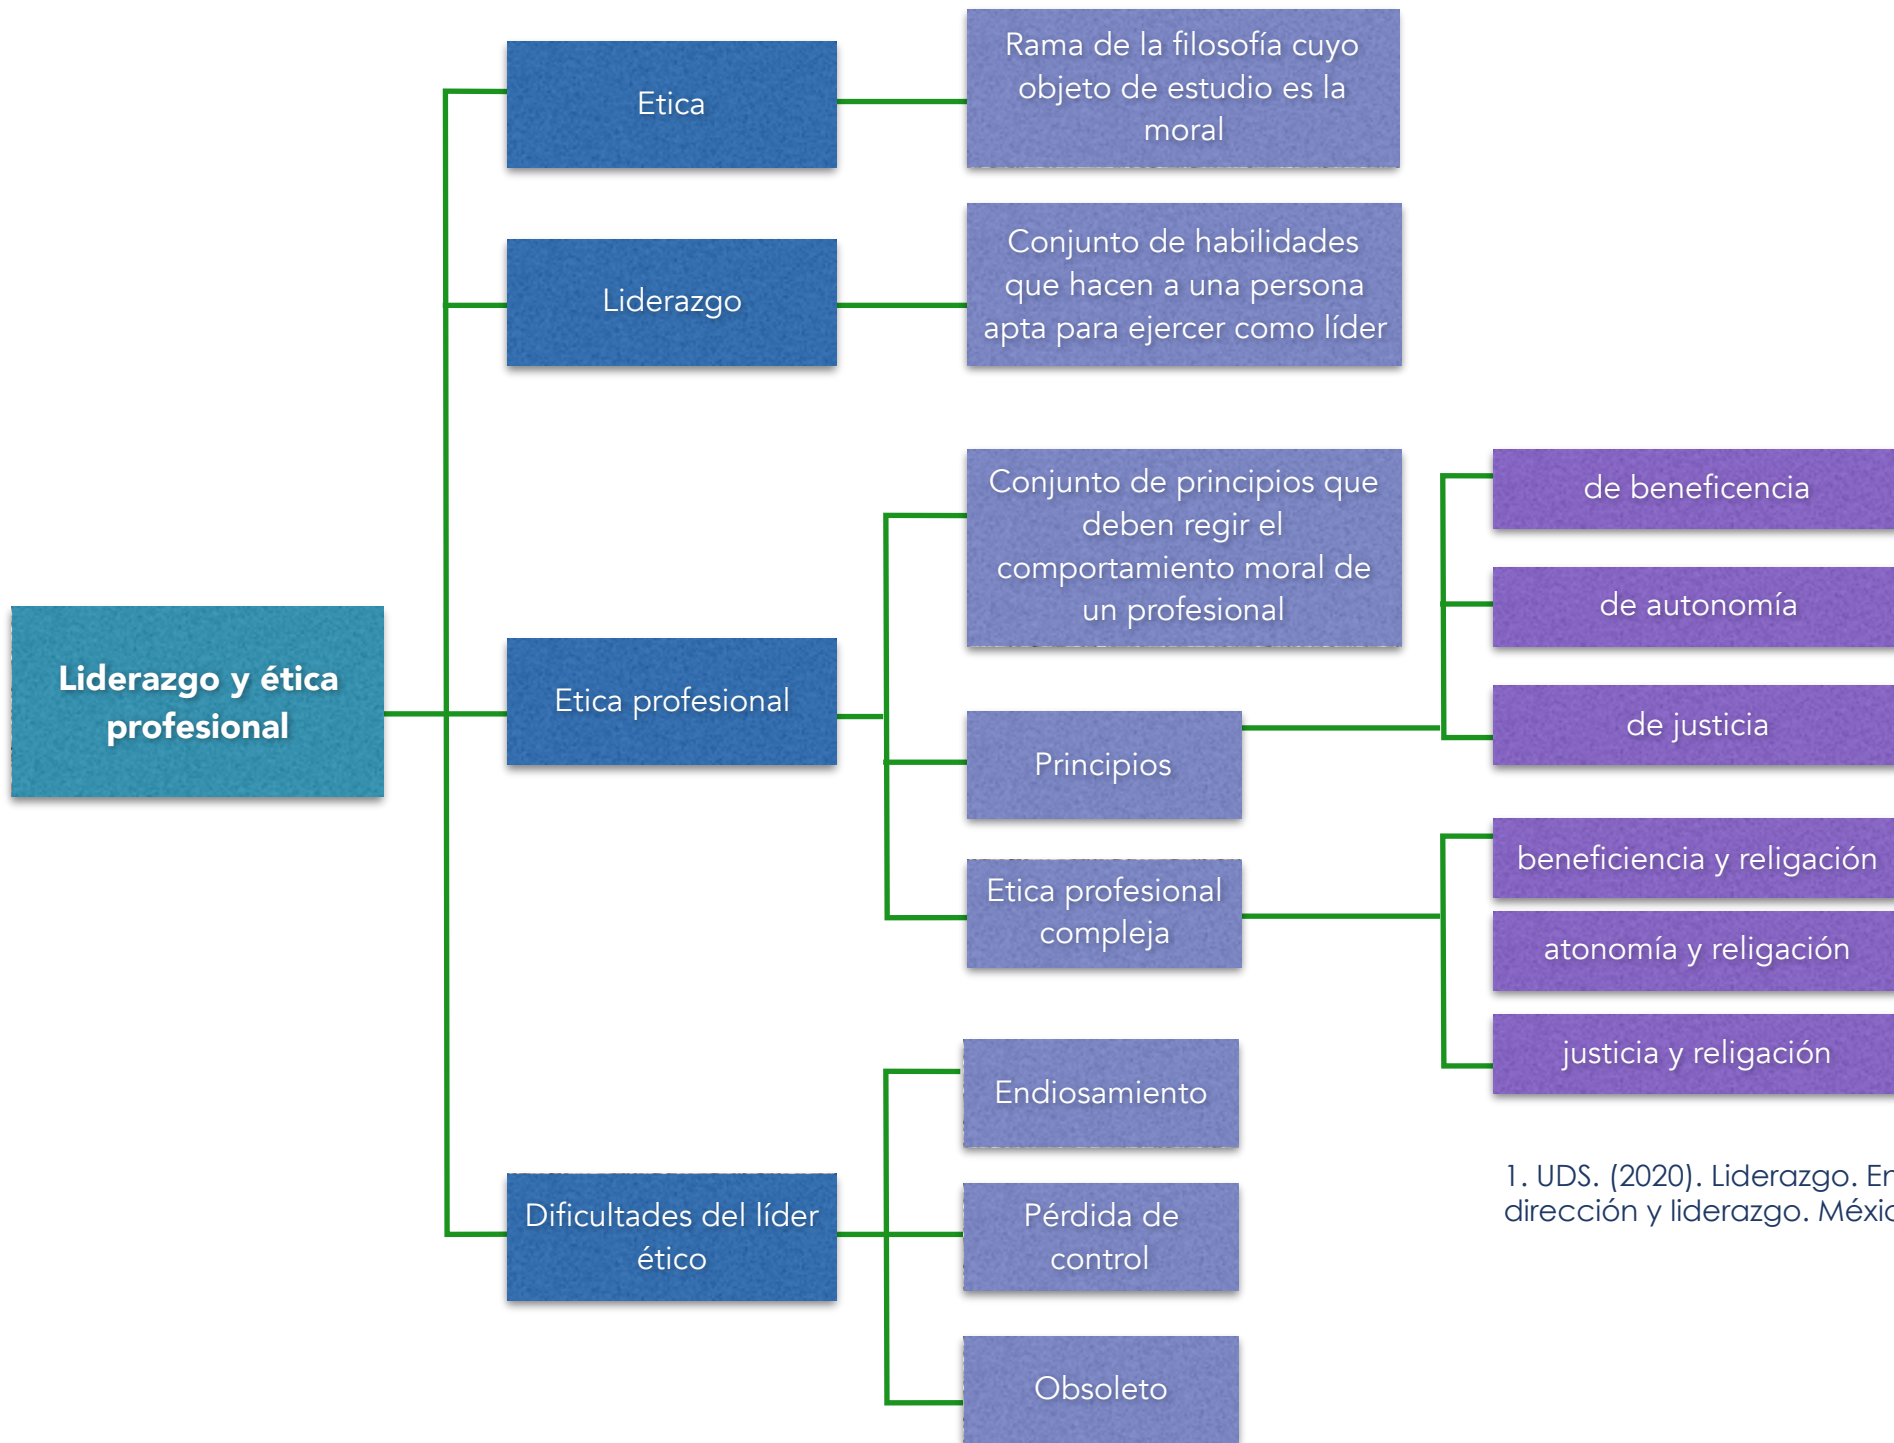 Etica
Rama de la filosofía cuyo
objeto de estudio es la
moral
Liderazgo
Conjunto de habilidades
que hacen a una persona
apta para ejercer como líder
Liderazgo y ética
profesional
Etica profesional
Conjunto de principios que
deben regir el
comportamiento moral de
un profesional
Principios
de beneficencia
de autonomía
de justicia
Etica profesional
compleja
beneficiencia y religación
atonomía y religación
justicia y religación
Dificultades del líder
ético
Endiosamiento
Pérdida de
control
Obsoleto
1. UDS. (2020). Liderazgo. En
dirección y liderazgo.